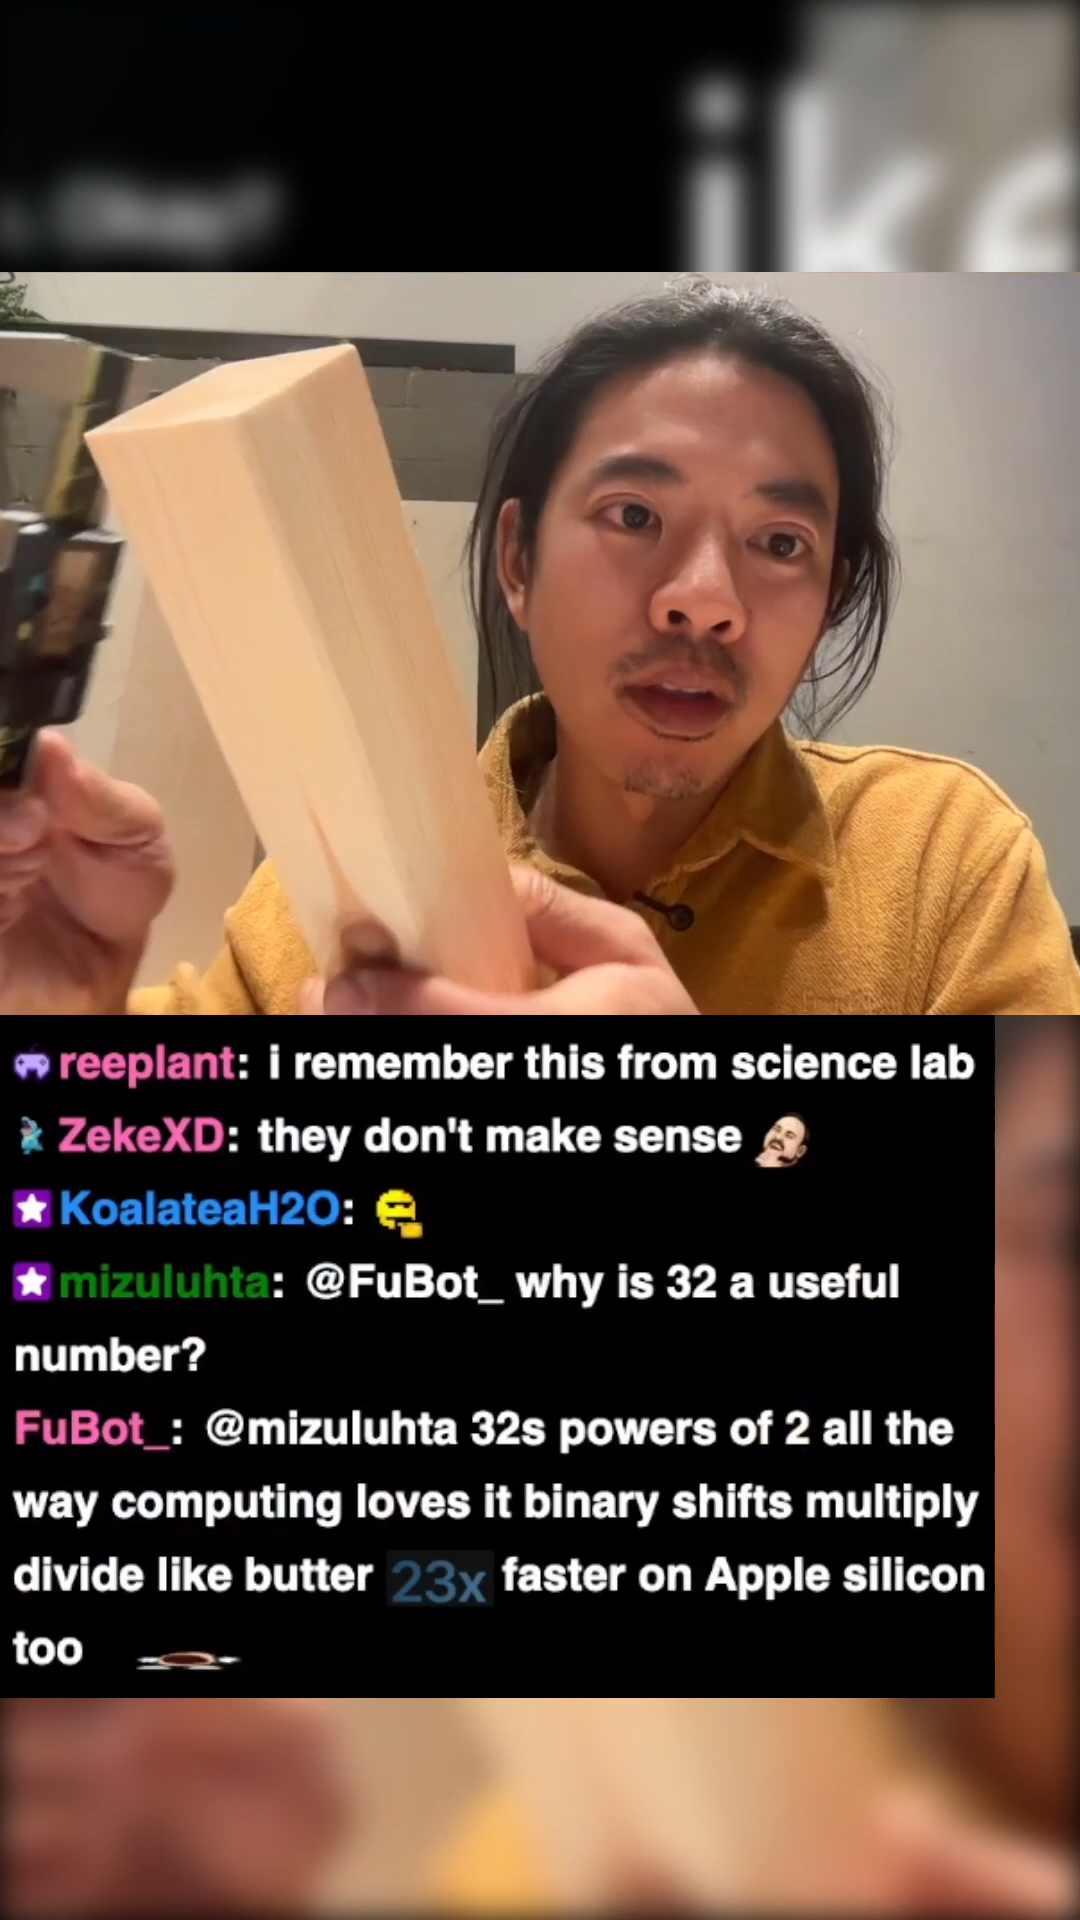 ike
reeplant: i remember this from science lab
ZekeXD: they don't make sense
KoalateaH2O:
mizuluhta: @FuBot_ why is 32 a useful
number?
FuBot_: @mizuluhta 32s powers of 2 all the
way computing loves it binary shifts multiply
divide like butter 23x faster on Apple silicon
too